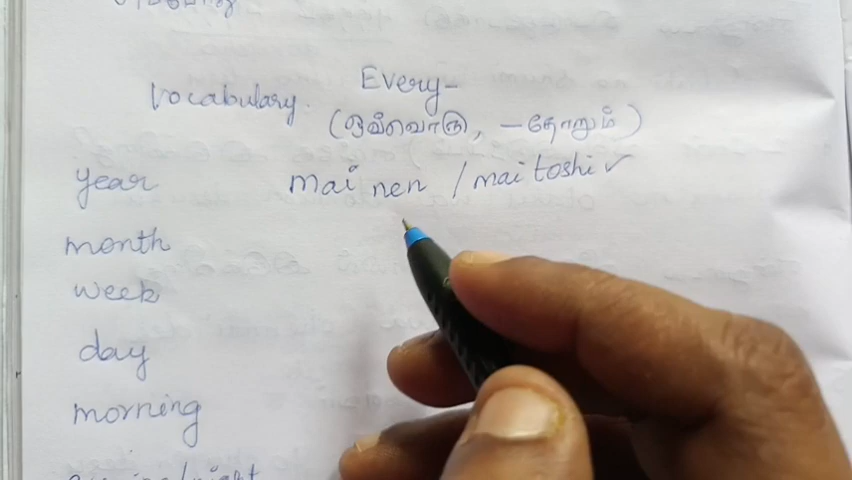 Vocabulary. Every-
(ஒவ்வொரு, -தோறும்)
year mai nen / mai toshi ✓
month
week
day
morning